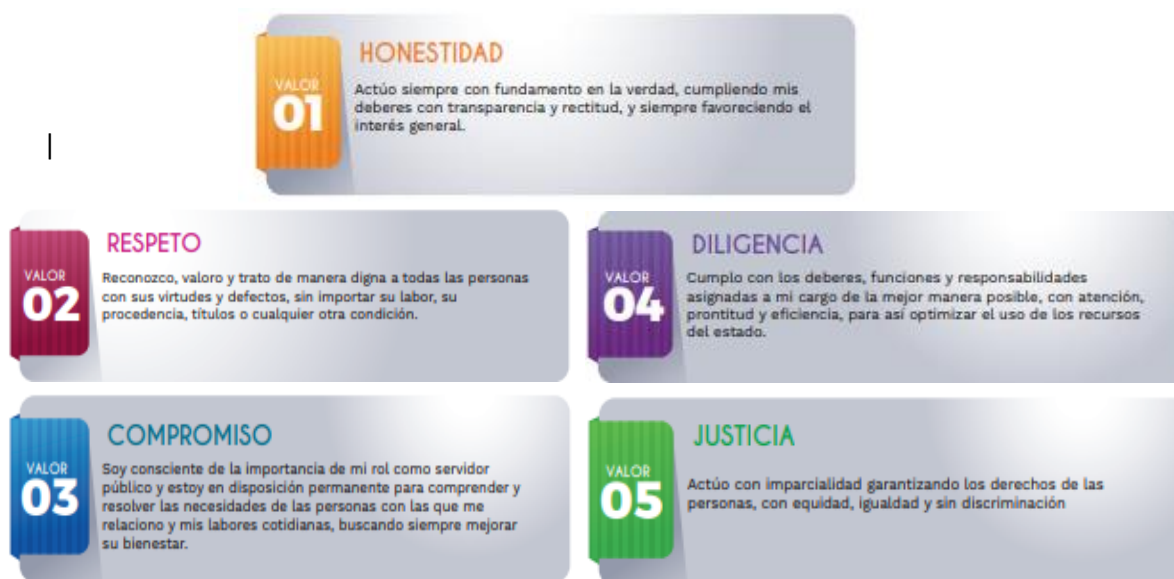 VALOR
01
HONESTIDAD
Actúo siempre con fundamento en la verdad, cumpliendo mis
deberes con transparencia y rectitud, y siempre favoreciendo el
interés general.
VALOR
02
RESPETO
Reconozco, valoro y trato de manera digna a todas las personas
con sus virtudes y defectos, sin importar su labor, su
procedencia, títulos o cualquier otra condición.
VALOR
03
COMPROMISO
Soy consciente de la importancia de mi rol como servidor
público y estoy en disposición permanente para comprender y
resolver las necesidades de las personas con las que me
relaciono y mis labores cotidianas, buscando siempre mejorar
su bienestar.
VALOR
04
DILIGENCIA
Cumplo con los deberes, funciones y responsabilidades
asignadas a mi cargo de la mejor manera posible, con atención,
prontitud y eficiencia, para así optimizar el uso de los recursos
del estado.
VALOR
05
JUSTICIA
Actúo con imparcialidad garantizando los derechos de las
personas, con equidad, igualdad y sin discriminación